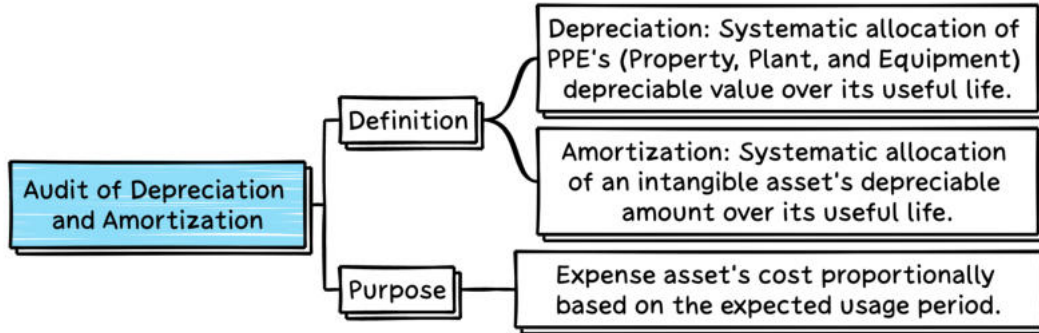 Audit of Depreciation
and Amortization
Definition
Depreciation: Systematic allocation of
PPE's (Property, Plant, and Equipment)
depreciable value over its useful life.
Amortization: Systematic allocation
of an intangible asset's depreciable
amount over its useful life.
Purpose
Expense asset's cost proportionally
based on the expected usage period.